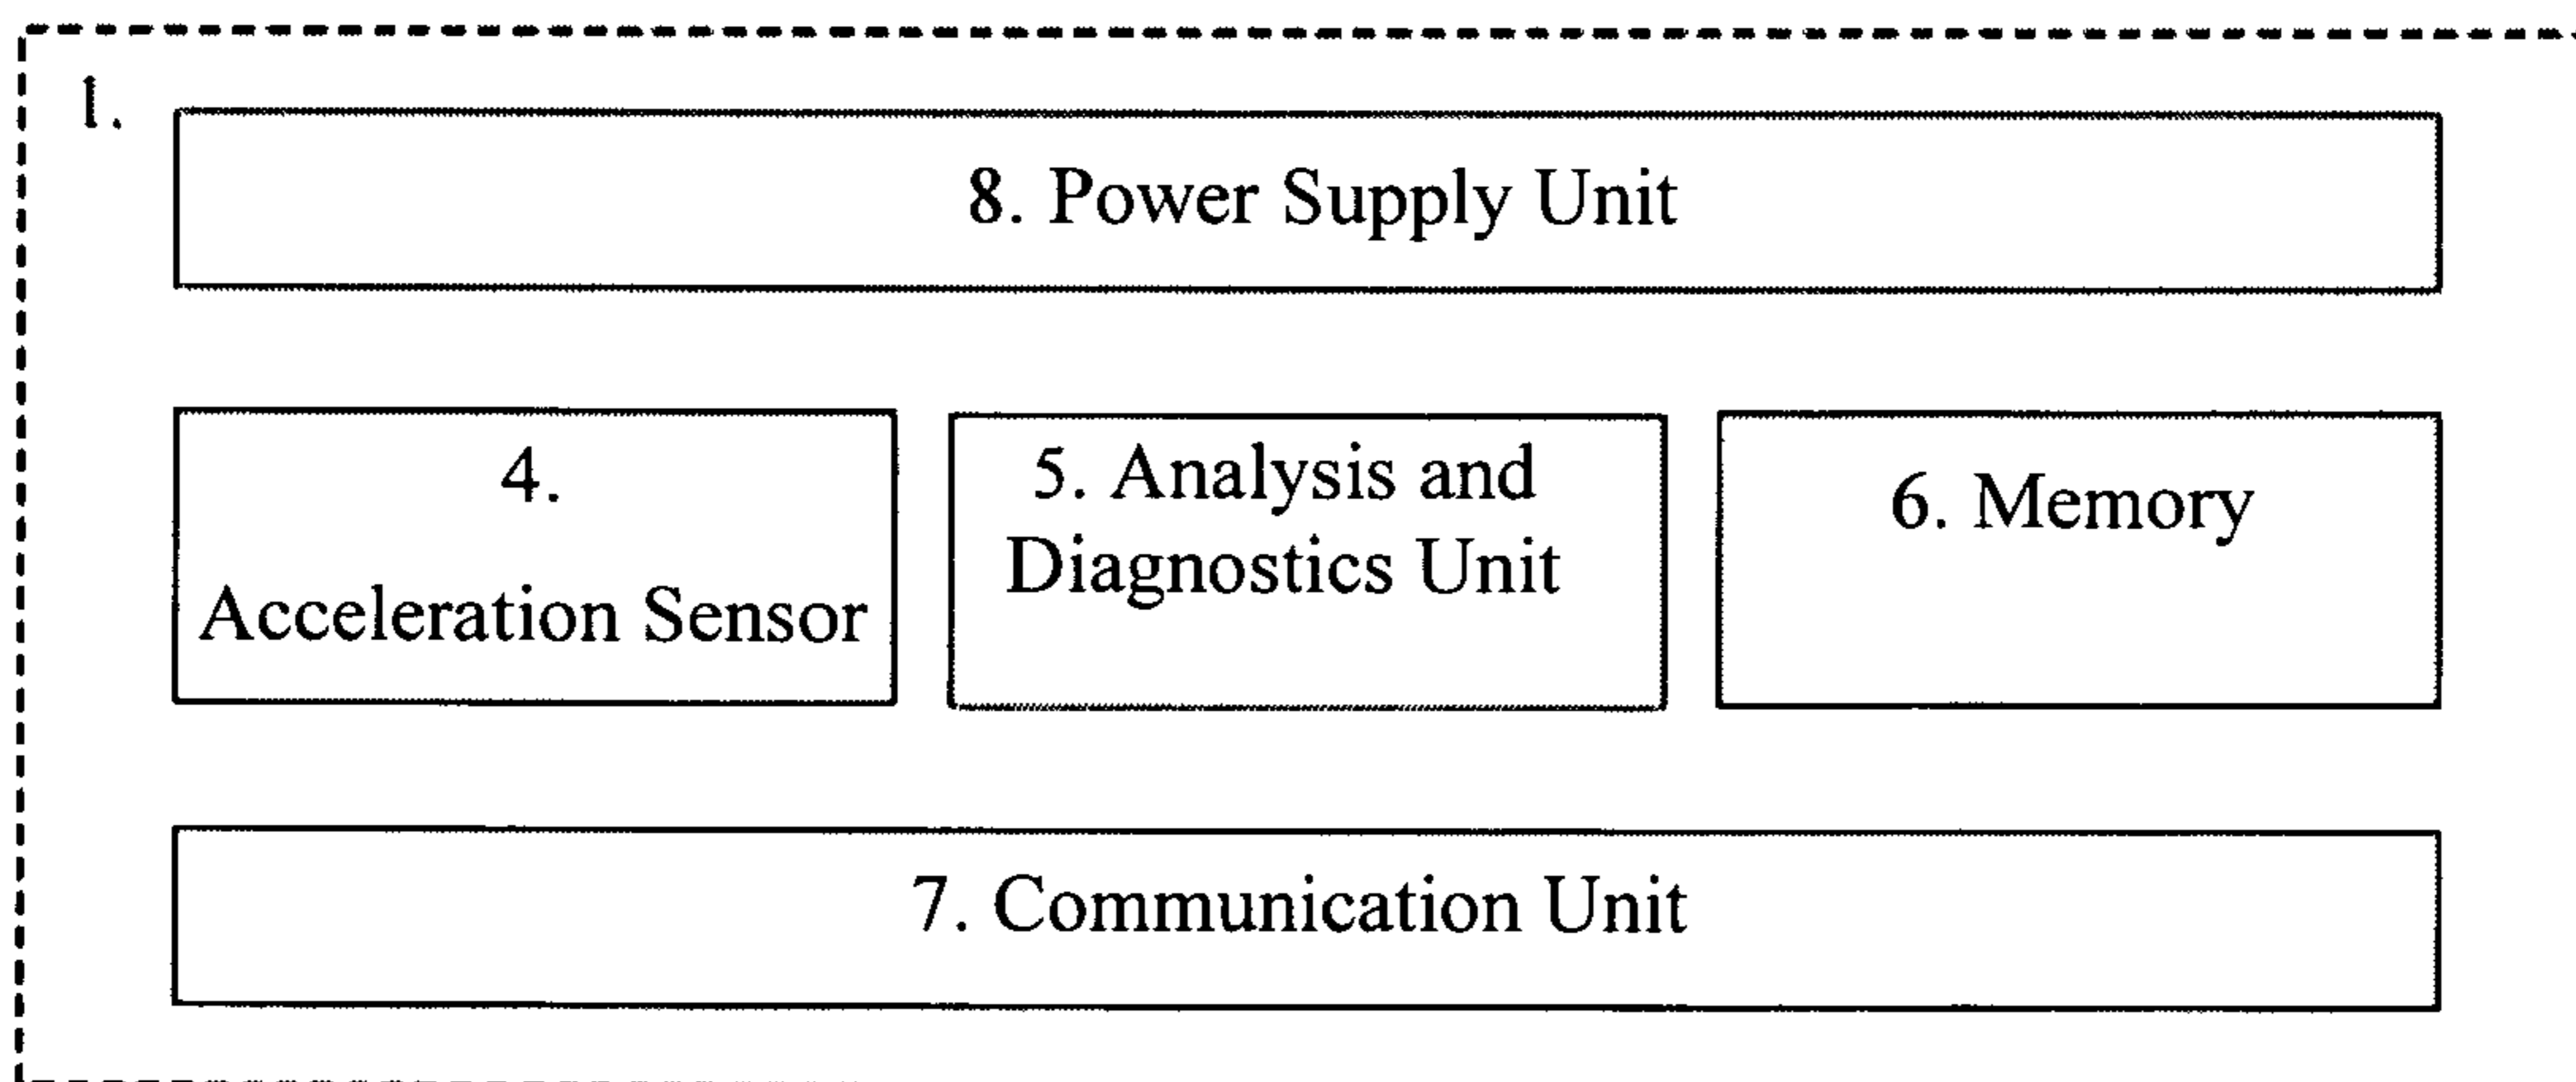 1.
8. Power Supply Unit
4.
Acceleration Sensor
5. Analysis and
Diagnostics Unit
6. Memory
7. Communication Unit